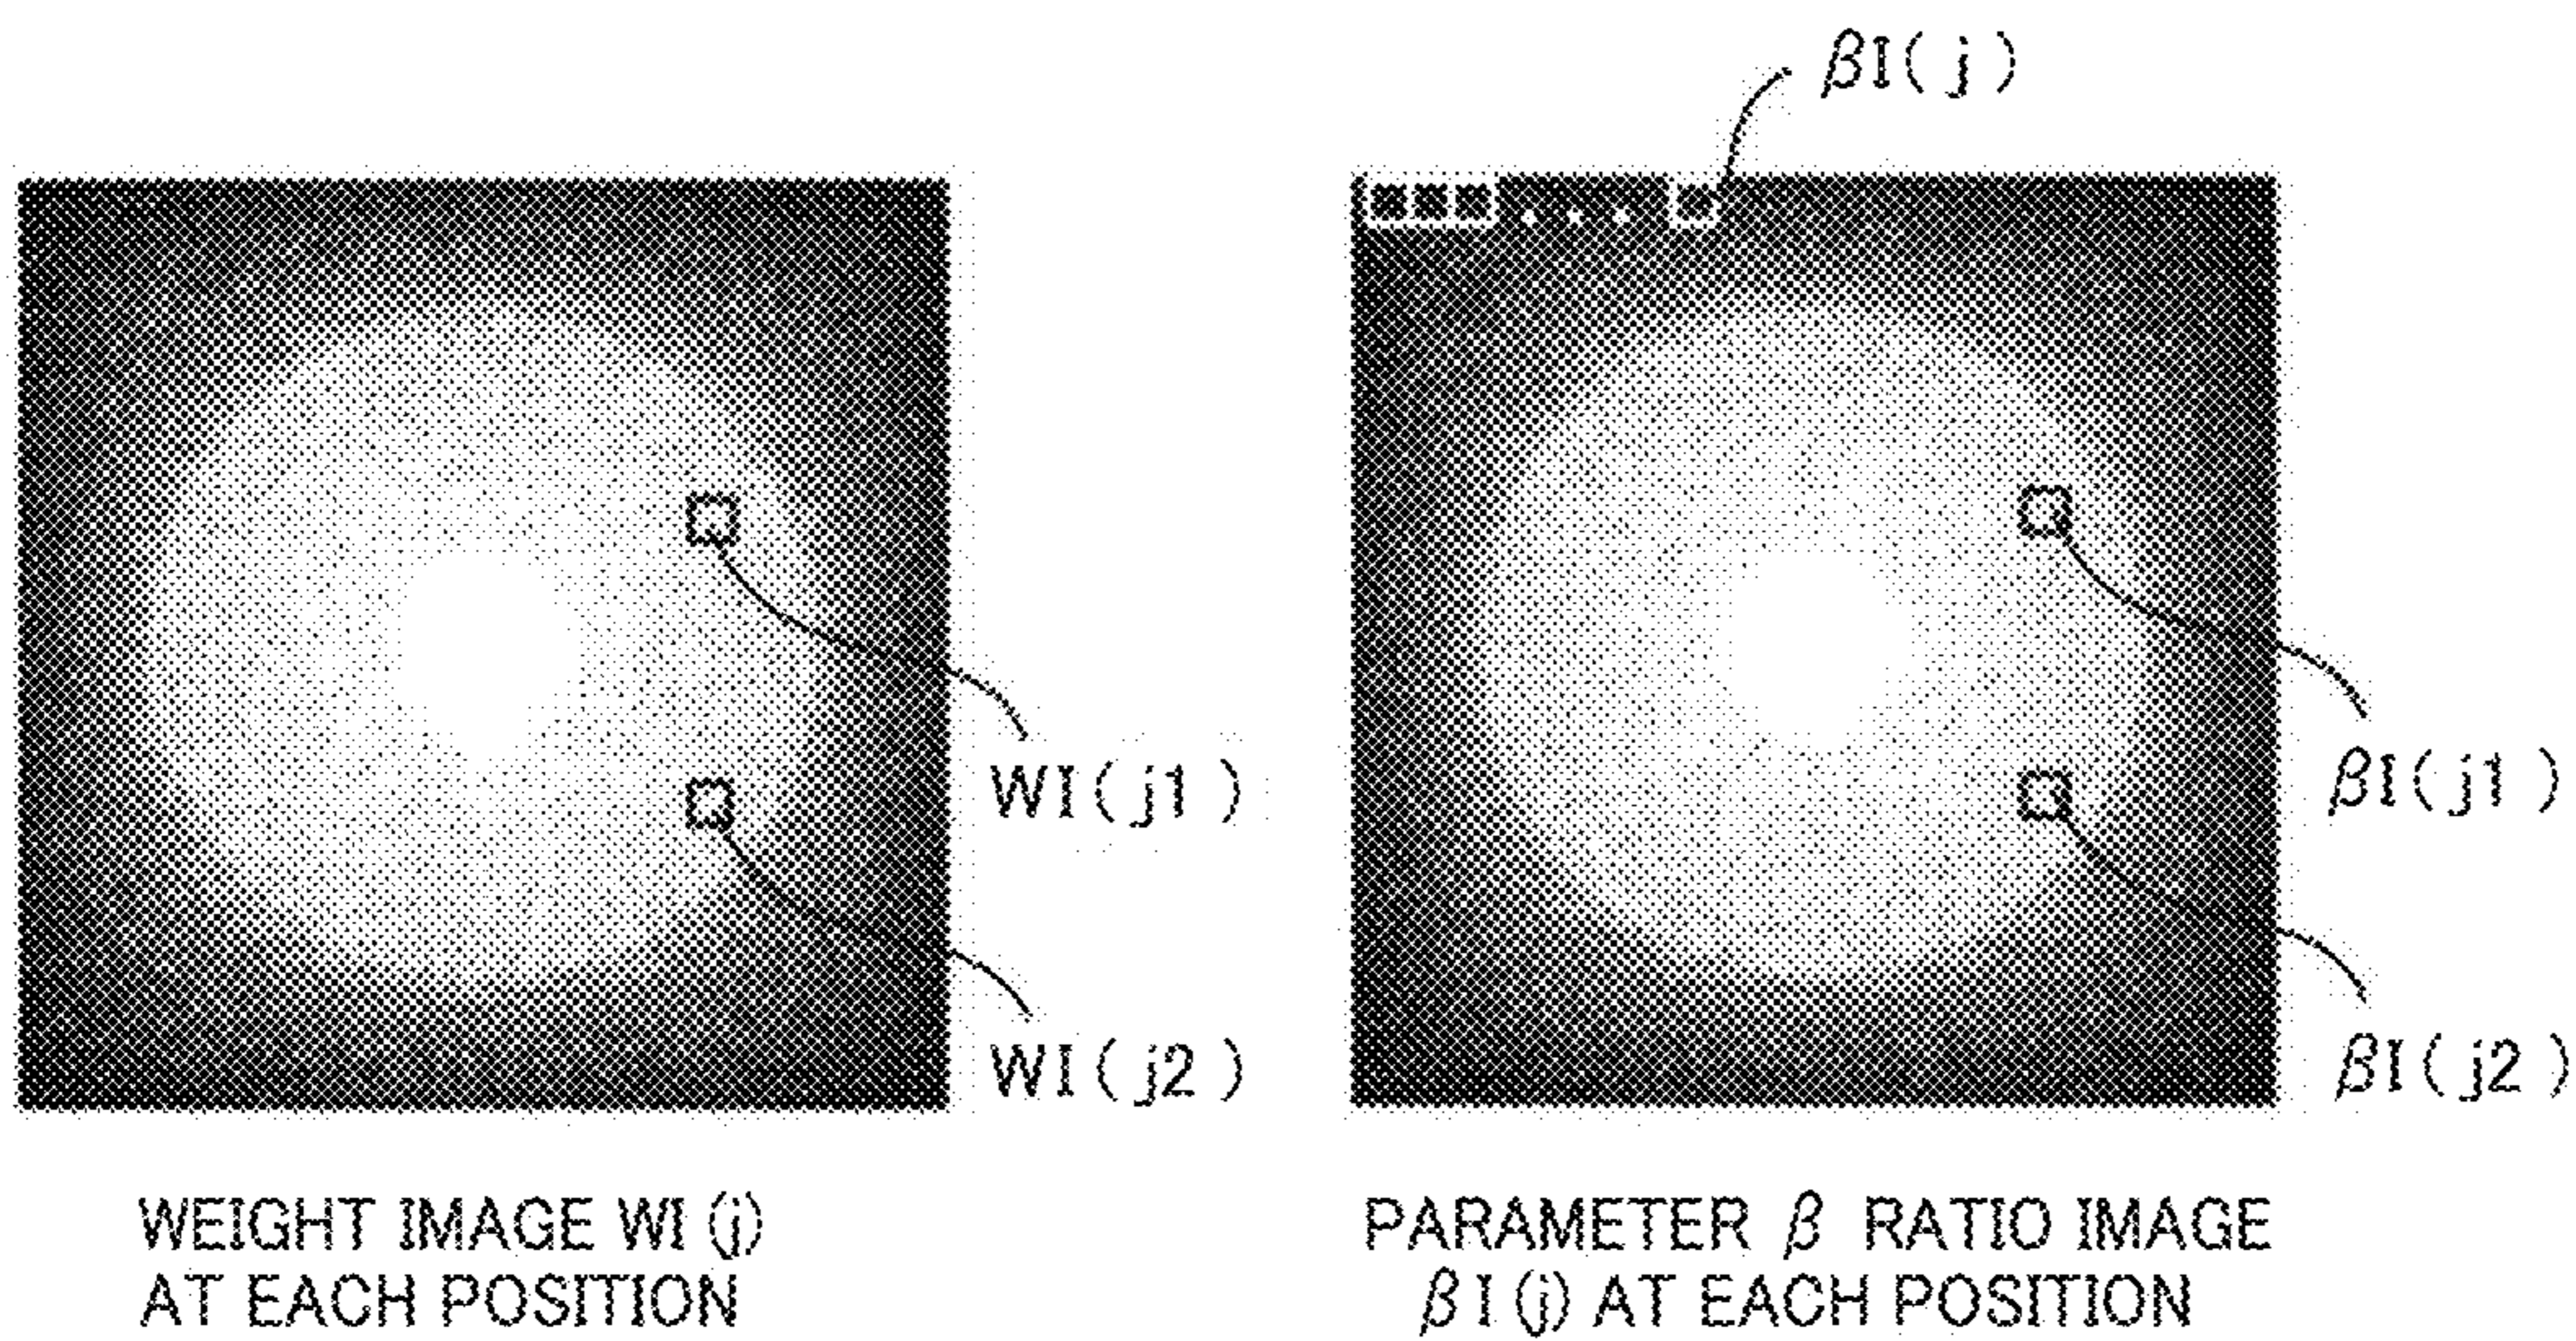 βI(j)
WI(j1)
βI(j1)
WI(j2)
βI(j2)
WEIGHT IMAGE WI(j)
AT EACH POSITION
PARAMETER β RATIO IMAGE
βI(j) AT EACH POSITION